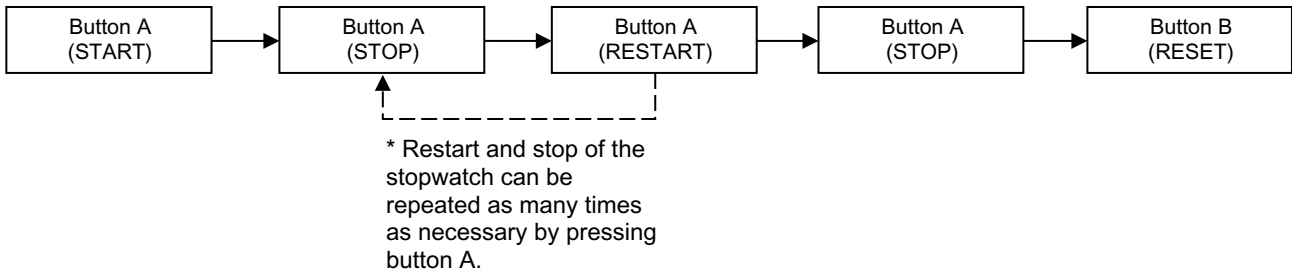 Button A
(START)
Button A
(STOP)
Button A
(RESTART)
Button A
(STOP)
Button B
(RESET)
* Restart and stop of the
stopwatch can be
repeated as many times
as necessary by pressing
button A.